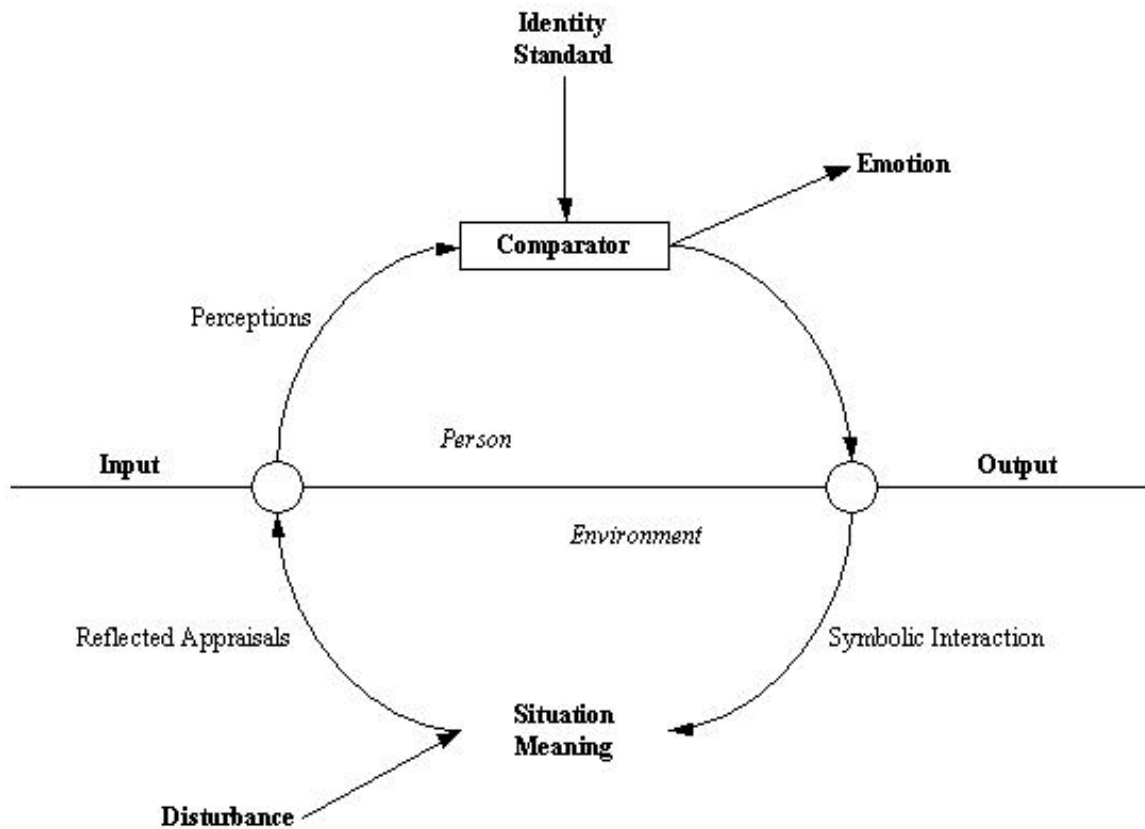 Identity
Standard
Emotion
Comparator
Perceptions
Person
Input
Output
Environment
Reflected Appraisals
Symbolic Interaction
Situation
Meaning
Disturbance